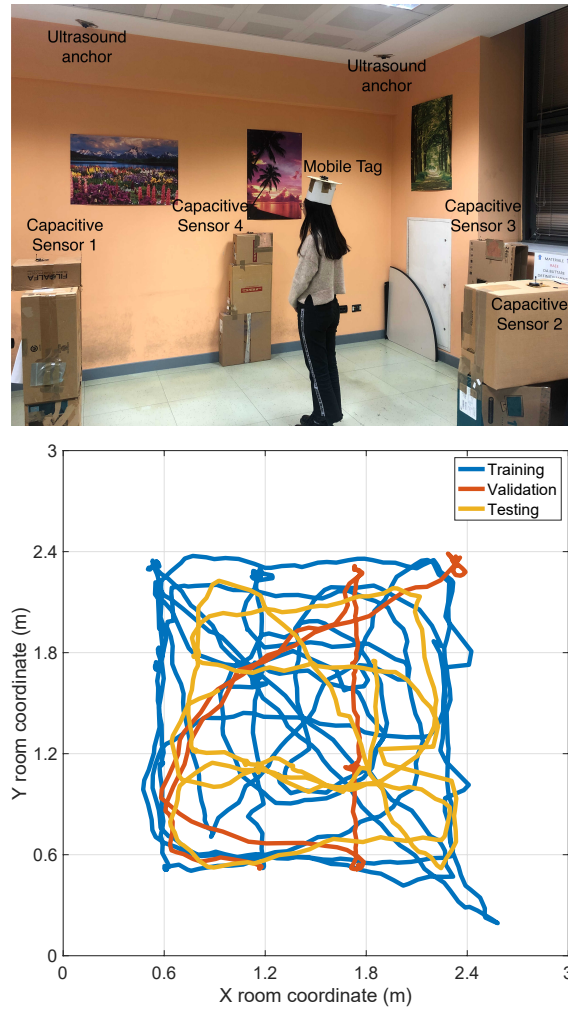 Ultrasound
anchor
Ultrasound
anchor
Mobile Tag
Capacitive
Sensor 1
Capacitive
Sensor 4
Capacitive
Sensor 3
Capacitive
Sensor 2
3
2.4
1.8
1.2
0.6
0
0
0.6
1.2
1.8
2.4
3
Y room coordinate (m)
X room coordinate (m)
Training
Validation
Testing